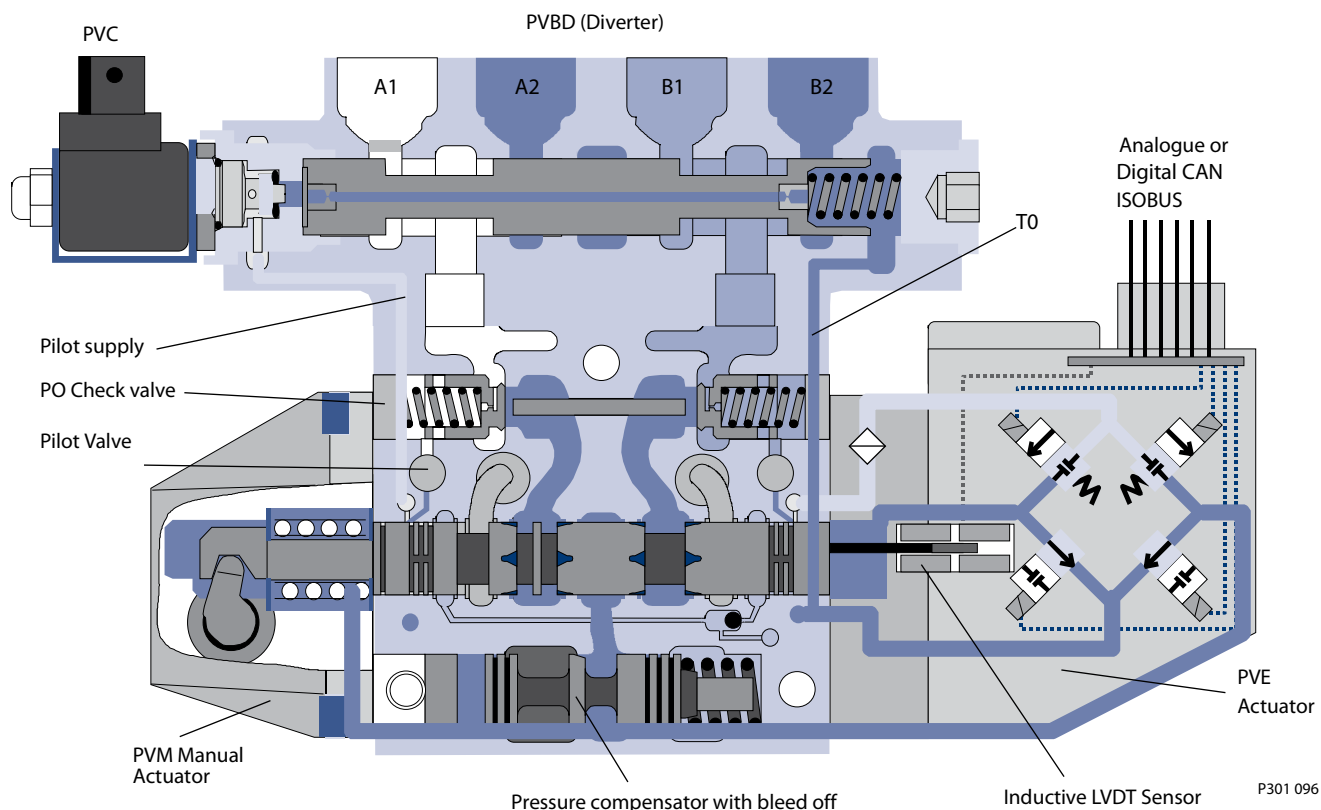 PVBD (Diverter)
PVC
A1
A2
B1
B2
Analogue or
Digital CAN
ISOBUS
T0
Pilot supply
PO Check valve
Pilot Valve
PVE
Actuator
PVM Manual
Actuator
Pressure compensator with bleed off
Inductive LVDT Sensor
P301 096